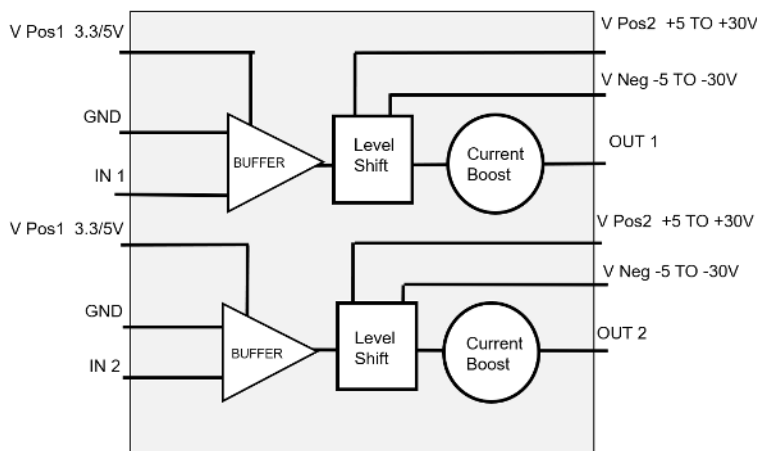 V Pos1 3.3/5V
V Pos2 +5 TO +30V
V Neg -5 TO -30V
GND
BUFFER
Level
Shift
Current
Boost
OUT 1
IN 1
V Pos1 3.3/5V
V Pos2 +5 TO +30V
V Neg -5 TO -30V
GND
BUFFER
Level
Shift
Current
Boost
OUT 2
IN 2